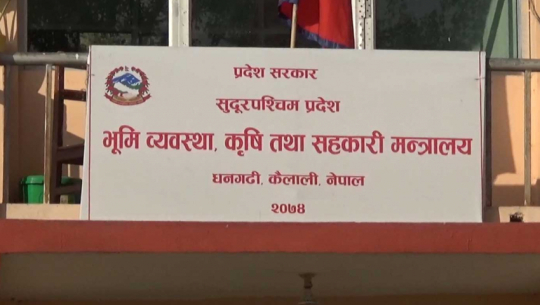 प्रदेश सरकार
सुदूरपश्चिम प्रदेश
भूमि व्यवस्था, कृषि तथा सहकारी मन्त्रालय
धनगढी, कैलाली, नेपाल
२०७४